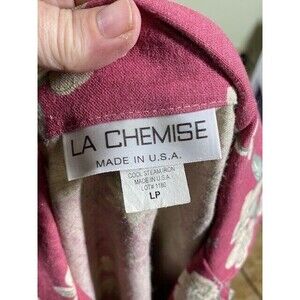 LA CHEMISE
MADE IN U.S.A.
COOL STEAM IRON
MADE IN U.S.A.
LOT# 1180
LP